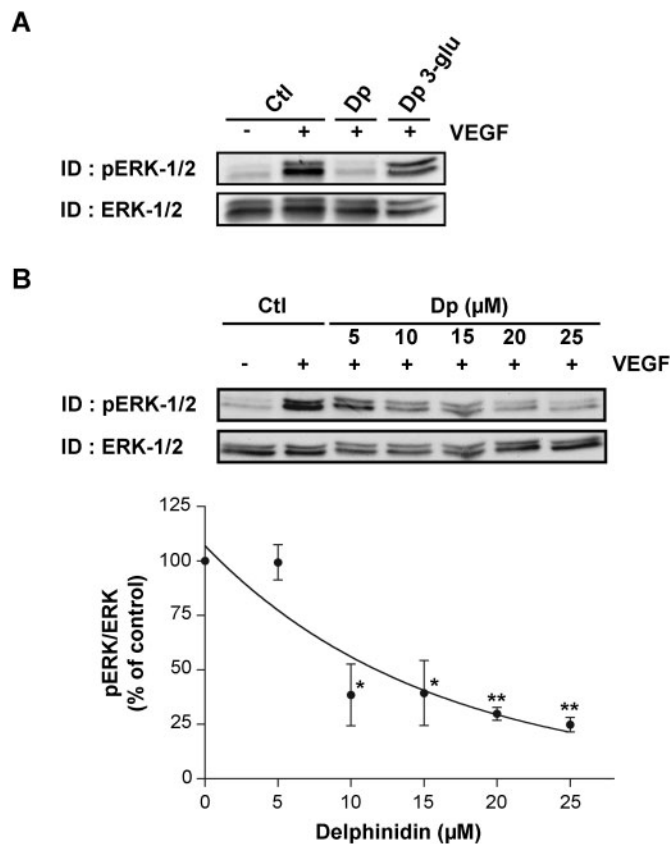 A
Ctl Dp Dp 3-glu
- + + + VEGF
ID : pERK-1/2
ID : ERK-1/2
B
Ctl Dp (µM)
5 10 15 20 25
- + + + + + + VEGF
ID : pERK-1/2
ID : ERK-1/2
125
100
75
50
25
0
pERK/ERK
(% of control)
* * ** **
0 5 10 15 20 25
Delphinidin (µM)